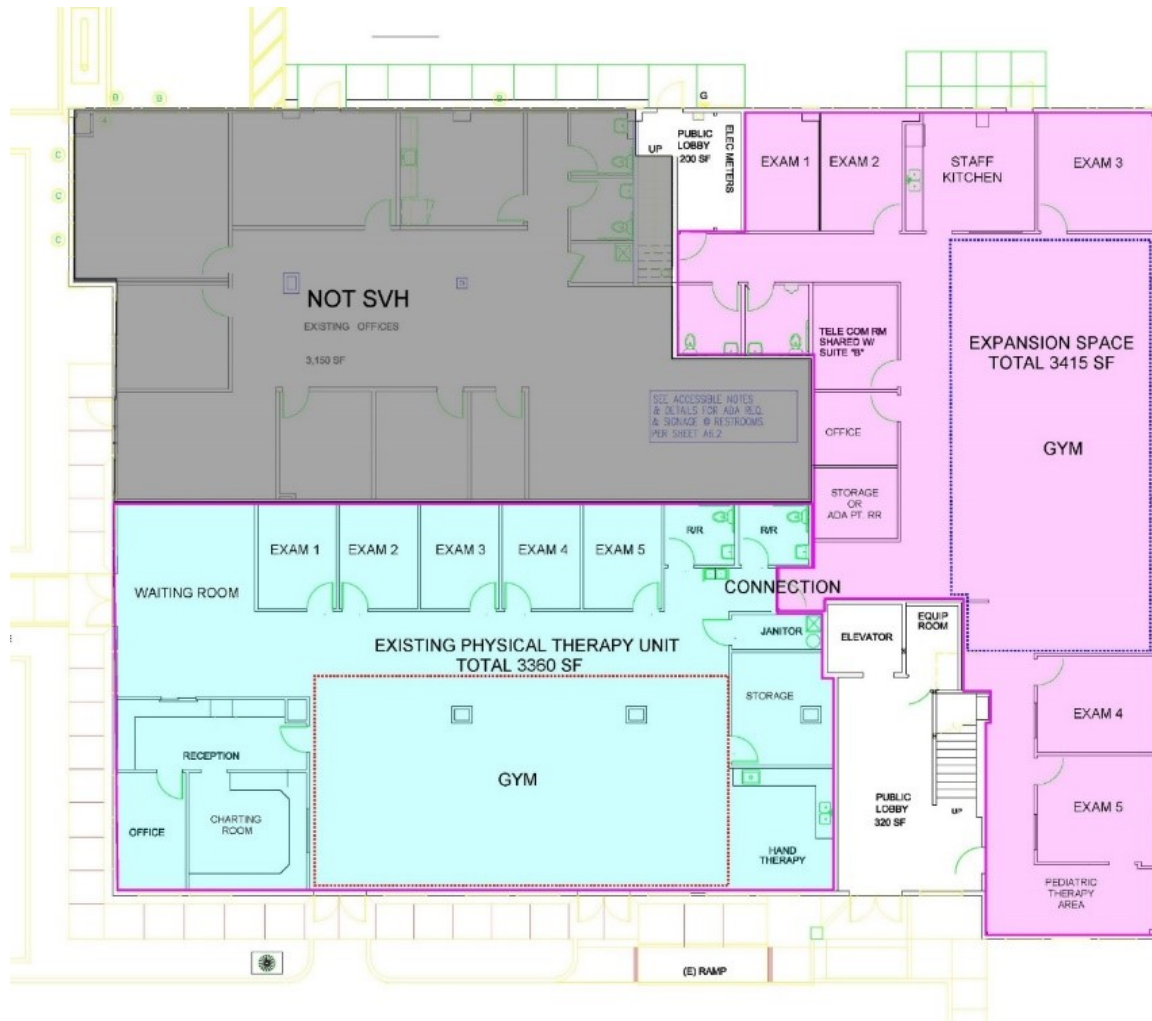 B
B
B
G
C
C
C
UP
PUBLIC
LOBBY
200 SF
ELEC METERS
EXAM 1
EXAM 2
STAFF
KITCHEN
EXAM 3
NOT SVH
EXISTING OFFICES
3,150 SF
TELE COM RM
SHARED W/
SUITE "B"
EXPANSION SPACE
TOTAL 3415 SF
GYM
SEE ACCESSIBLE NOTES
& DETAILS FOR ADA REQ.
& SIGNAGE @ RESTROOMS.
PER SHEET A6.2
OFFICE
STORAGE
OR
ADA PT. RR
WAITING ROOM
EXAM 1
EXAM 2
EXAM 3
EXAM 4
EXAM 5
R/R
R/R
CONNECTION
EXISTING PHYSICAL THERAPY UNIT
TOTAL 3360 SF
JANITOR
ELEVATOR
EQUIP
ROOM
STORAGE
GYM
RECEPTION
OFFICE
CHARTING
ROOM
HAND
THERAPY
PUBLIC
LOBBY
320 SF
UP
EXAM 4
EXAM 5
PEDIATRIC
THERAPY
AREA
(E) RAMP